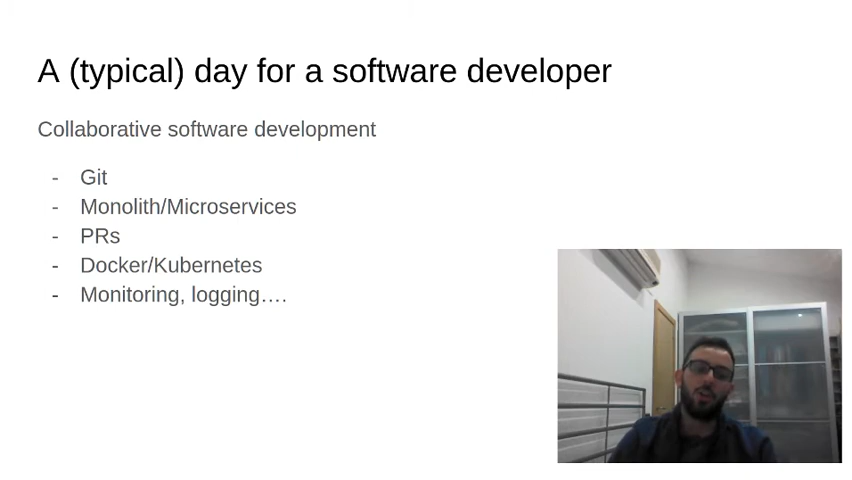 A (typical) day for a software developer
Collaborative software development
- Git
- Monolith/Microservices
- PRs
- Docker/Kubernetes
- Monitoring, logging….